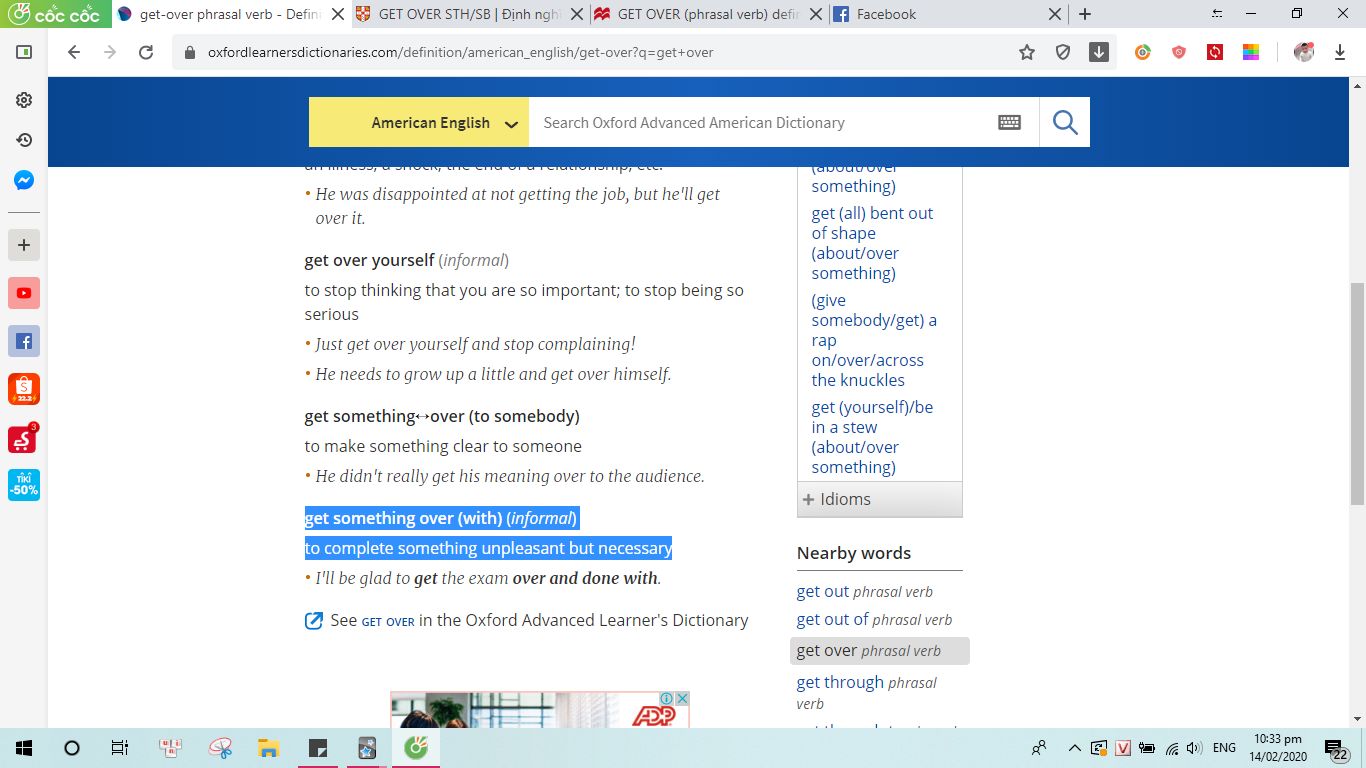 cốc cốc
get-over phrasal verb - Defin
GET OVER STH/SB | Định ngh
GET OVER (phrasal verb) defin
Facebook
oxfordlearnersdictionaries.com/definition/american_english/get-over?q=get+over
American English
Search Oxford Advanced American Dictionary
an illness, a shock, the end of a relationship, etc.
• He was disappointed at not getting the job, but he'll get
over it.
get over yourself (informal)
to stop thinking that you are so important; to stop being so
serious
• Just get over yourself and stop complaining!
• He needs to grow up a little and get over himself.
get something↔over (to somebody)
to make something clear to someone
• He didn't really get his meaning over to the audience.
get something over (with) (informal)
to complete something unpleasant but necessary
• I'll be glad to get the exam over and done with.
See GET OVER in the Oxford Advanced Learner's Dictionary
(about/over
something)
get (all) bent out
of shape
(about/over
something)
(give
somebody/get) a
rap
on/over/across
the knuckles
get (yourself)/be
in a stew
(about/over
something)
+ Idioms
Nearby words
get out phrasal verb
get out of phrasal verb
get over phrasal verb
get through phrasal
verb
ADP
22.2
3
TIKI
-50%
ENG
10:33 pm
14/02/2020
22